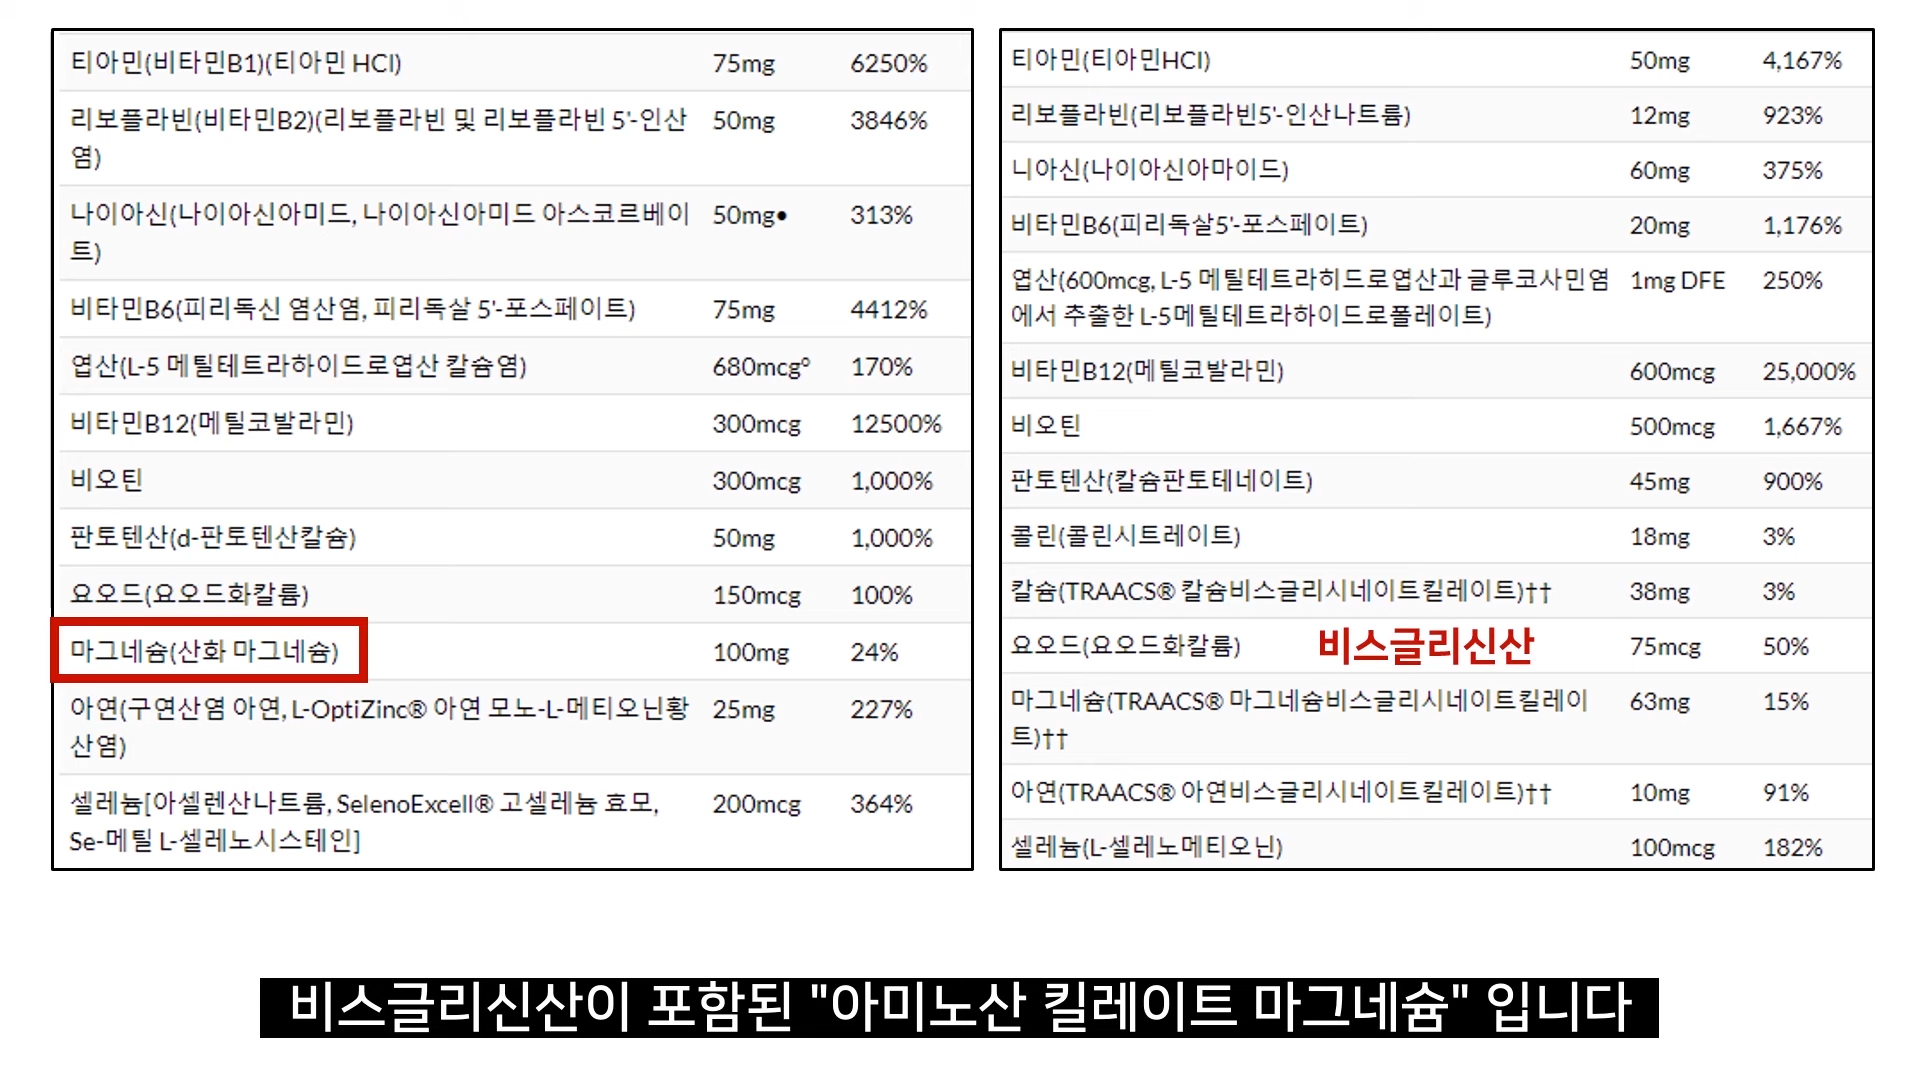 티아민(비타민B1)(티아민 HCl) 75mg 6250%
리보플라빈(비타민B2)(리보플라빈 및 리보플라빈 5'-인산 50mg 3846%
염)
나이아신(나이아신아미드, 나이아신아미드 아스코르베이 50mg• 313%
트)
비타민B6(피리독신 염산염, 피리독살 5'-포스페이트) 75mg 4412%
엽산(L-5 메틸테트라하이드로엽산 칼슘염) 680mcg° 170%
비타민B12(메틸코발라민) 300mcg 12500%
비오틴 300mcg 1,000%
판토텐산(d-판토텐산칼슘) 50mg 1,000%
요오드(요오드화칼륨) 150mcg 100%
마그네슘(산화 마그네슘) 100mg 24%
아연(구연산염 아연, L-OptiZinc® 아연 모노-L-메티오닌황 25mg 227%
산염)
셀레늄[아셀렌산나트륨, SelenoExcell® 고셀레늄 효모, 200mcg 364%
Se-메틸 L-셀레노시스테인]
티아민(티아민HCl) 50mg 4,167%
리보플라빈(리보플라빈5'-인산나트륨) 12mg 923%
니아신(나이아신아마이드) 60mg 375%
비타민B6(피리독살5'-포스페이트) 20mg 1,176%
엽산(600mcg, L-5 메틸테트라히드로엽산과 글루코사민염 1mg DFE 250%
에서 추출한 L-5메틸테트라하이드로폴레이트)
비타민B12(메틸코발라민) 600mcg 25,000%
비오틴 500mcg 1,667%
판토텐산(칼슘판토테네이트) 45mg 900%
콜린(콜린시트레이트) 18mg 3%
칼슘(TRAACS® 칼슘비스글리시네이트킬레이트)†† 38mg 3%
요오드(요오드화칼륨) 비스글리신산 75mcg 50%
마그네슘(TRAACS® 마그네슘비스글리시네이트킬레이 63mg 15%
트)††
아연(TRAACS® 아연비스글리시네이트킬레이트)†† 10mg 91%
셀레늄(L-셀레노메티오닌) 100mcg 182%
비스글리신산이 포함된 "아미노산 킬레이트 마그네슘" 입니다